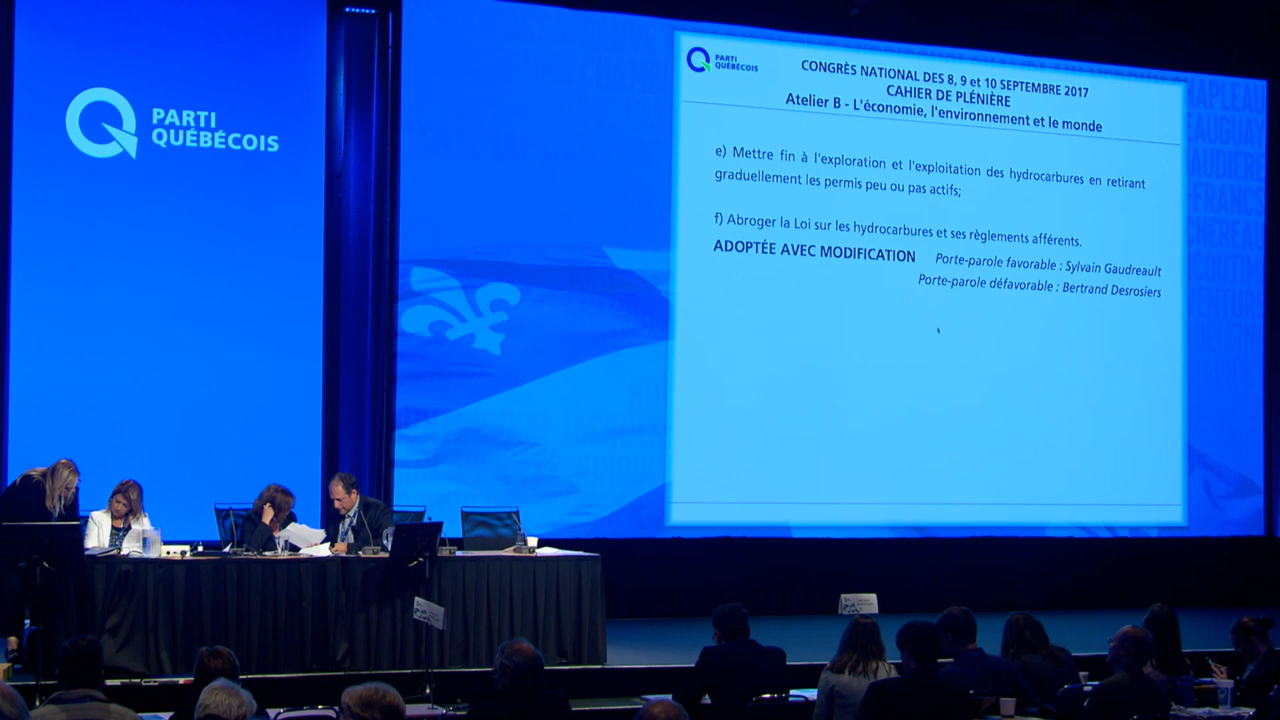 PARTI
QUÉBÉCOIS
PARTI
QUÉBÉCOIS
CONGRÈS NATIONAL DES 8, 9 et 10 SEPTEMBRE 2017
CAHIER DE PLÉNIÈRE
Atelier B - L'économie, l'environnement et le monde
e) Mettre fin à l'exploration et l'exploitation des hydrocarbures en retirant
graduellement les permis peu ou pas actifs;
f) Abroger la Loi sur les hydrocarbures et ses règlements afférents.
ADOPTÉE AVEC MODIFICATION Porte-parole favorable : Sylvain Gaudreault
Porte-parole défavorable : Bertrand Desrosiers